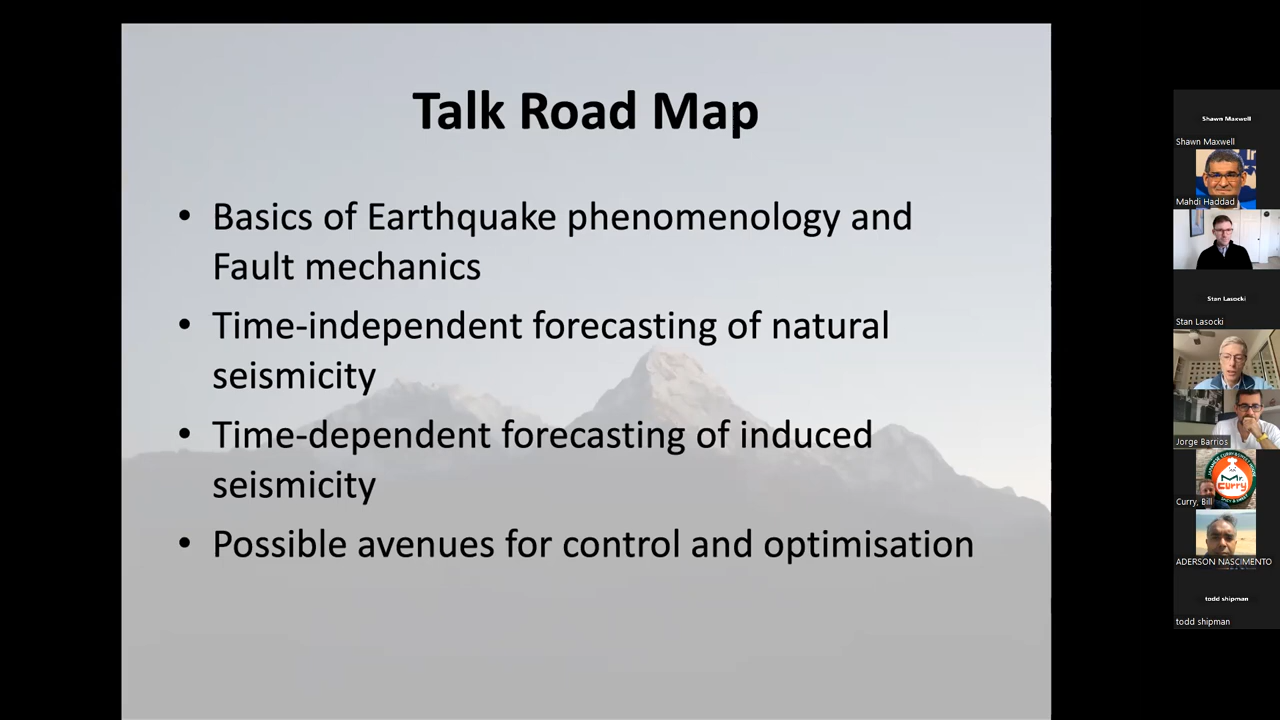 Talk Road Map
• Basics of Earthquake phenomenology and
Fault mechanics
• Time-independent forecasting of natural
seismicity
• Time-dependent forecasting of induced
seismicity
• Possible avenues for control and optimisation
Shawn Maxwell
Shawn Maxwell
Mahdi Haddad
Stan Lasocki
Stan Lasocki
Jorge Barrios
Mr.
Curry
Curry, Bill
ADERSON NASCIMENTO
todd shipman
todd shipman